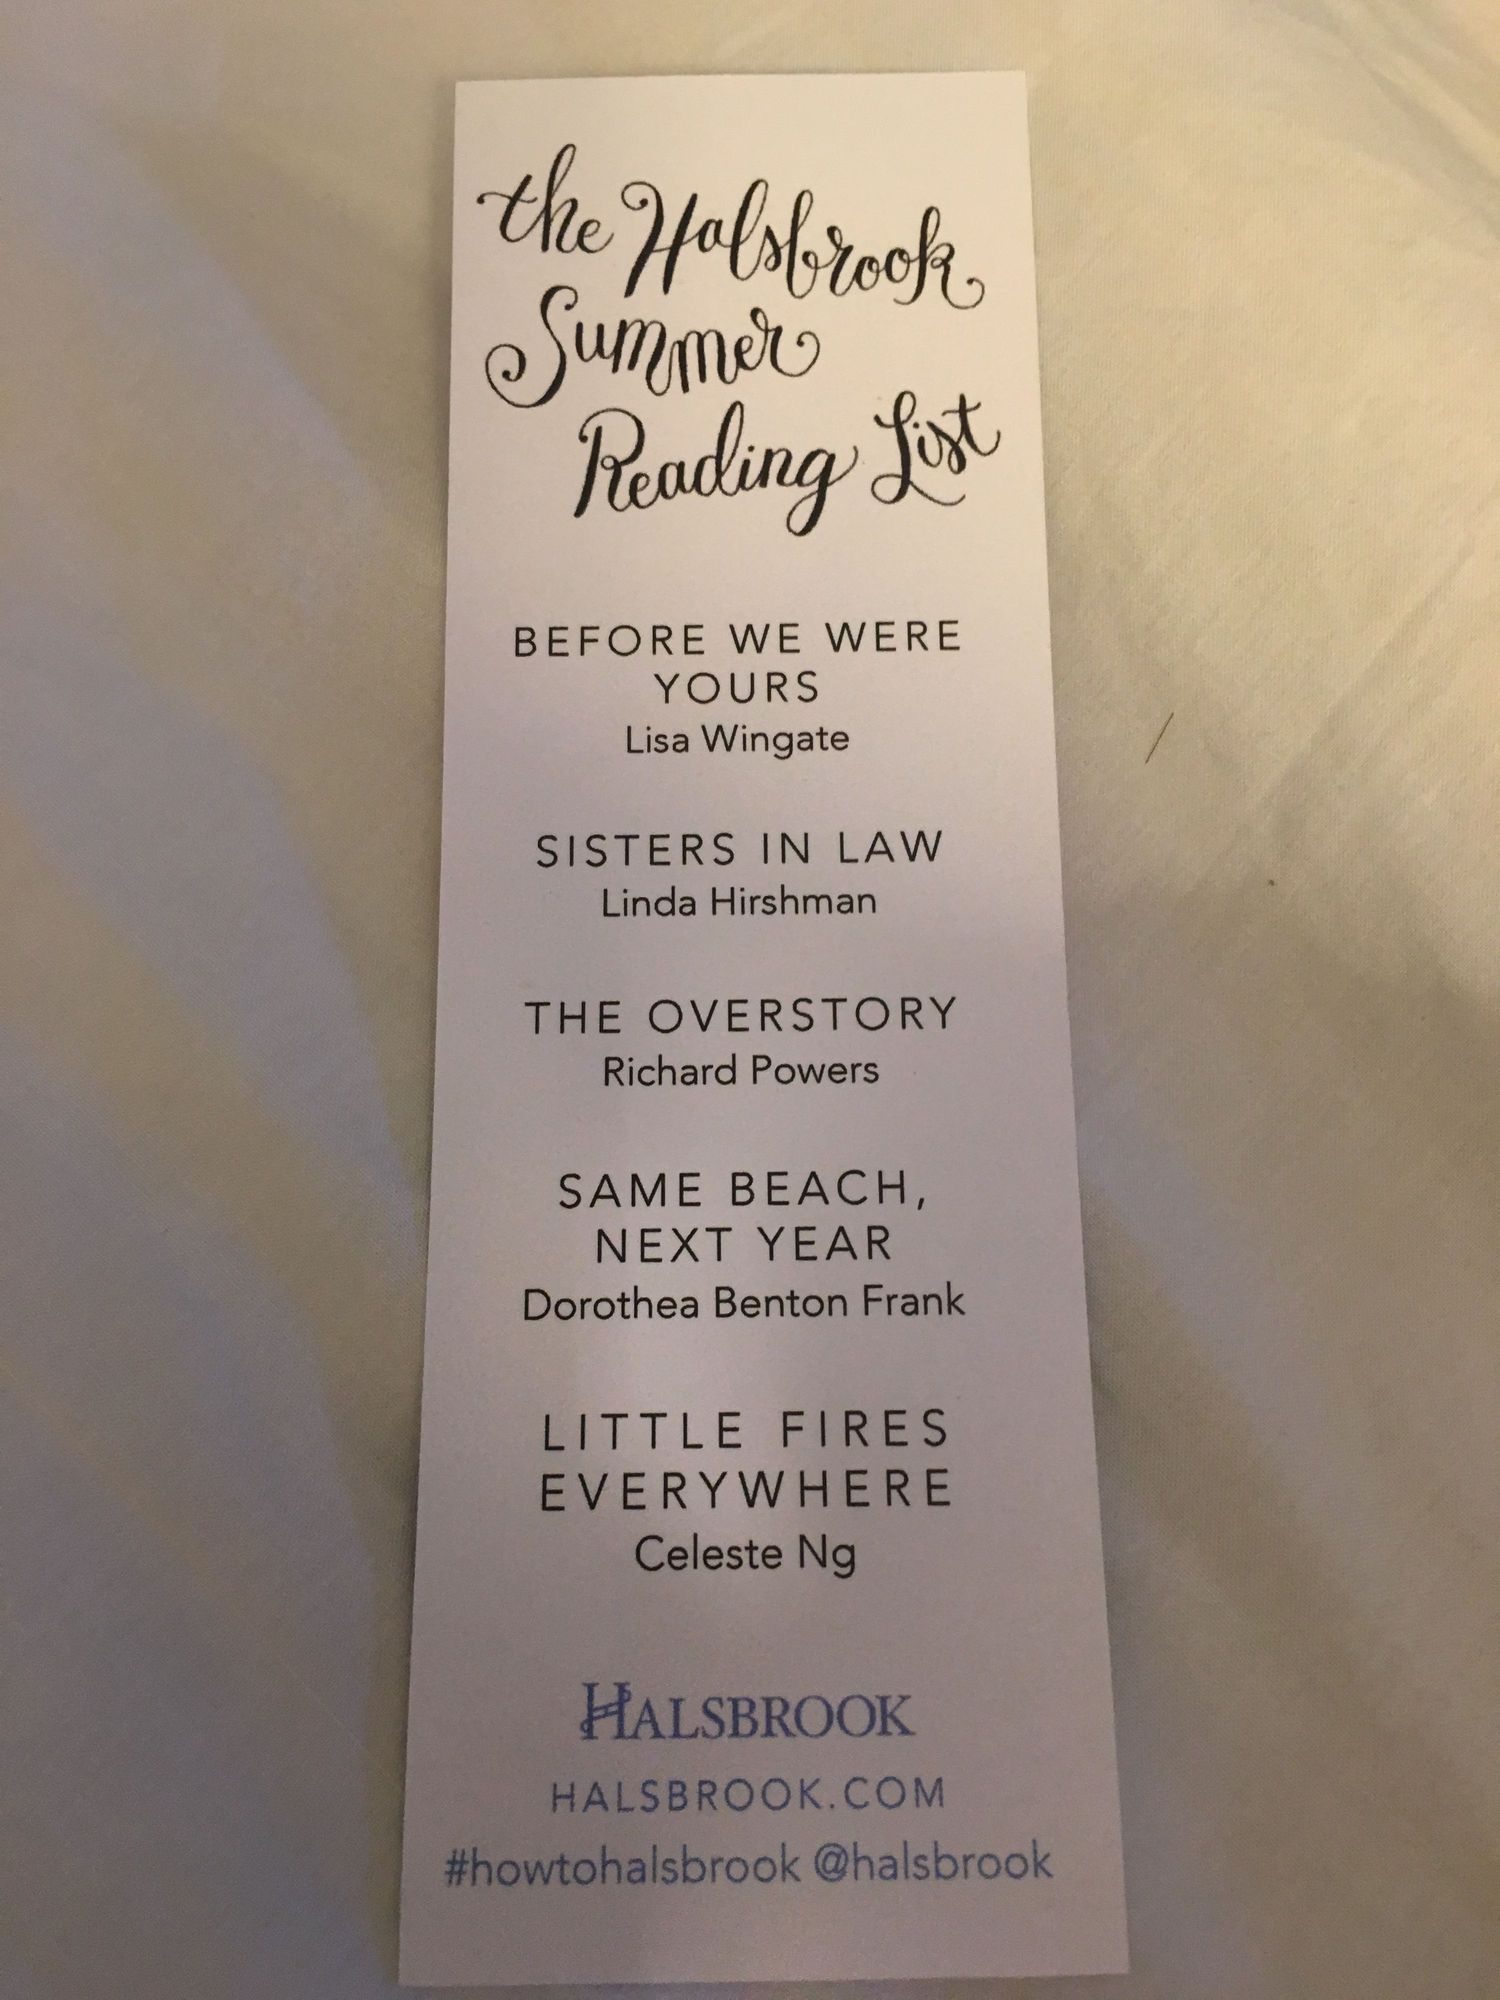 the Halsbrook
Summer
Reading List
BEFORE WE WERE
YOURS
Lisa Wingate
SISTERS IN LAW
Linda Hirshman
THE OVERSTORY
Richard Powers
SAME BEACH,
NEXT YEAR
Dorothea Benton Frank
LITTLE FIRES
EVERYWHERE
Celeste Ng
HALSBROOK
HALSBROOK.COM
#howtohalsbrook @halsbrook